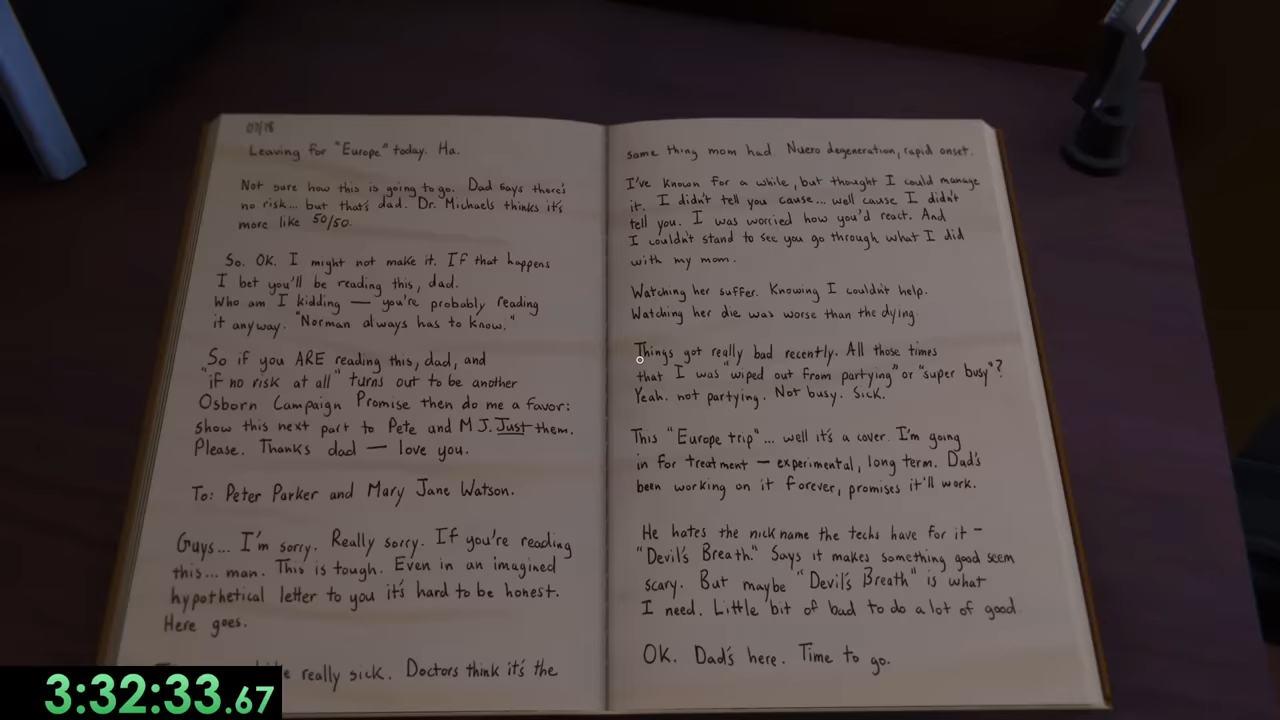 07/18
Leaving for "Europe" today. Ha.
Not sure how this is going to go. Dad says there's
no risk... but that's dad. Dr. Michaels thinks it's
more like 50/50.
So. OK. I might not make it. If that happens
I bet you'll be reading this, dad.
Who am I kidding — you're probably reading
it anyway. "Norman always has to know."
So if you ARE reading this, dad, and
"if no risk at all" turns out to be another
Osborn Campaign Promise then do me a favor:
show this next part to Pete and MJ. Just them.
Please. Thanks dad — love you.
To: Peter Parker and Mary Jane Watson.
Guys... I'm sorry. Really sorry. If you're reading
this... man. This is tough. Even in an imagined
hypothetical letter to you it's hard to be honest.
Here goes.
really sick. Doctors think it's the
same thing mom had. Nuero degeneration, rapid onset.
I've known for a while, but thought I could manage
it. I didn't tell you cause... well cause I didn't
tell you. I was worried how you'd react. And
I couldn't stand to see you go through what I did
with my mom.
Watching her suffer. Knowing I couldn't help.
Watching her die was worse than the dying.
Things got really bad recently. All those times
that I was "wiped out from partying" or "super busy"?
Yeah. not partying. Not busy. Sick.
This "Europe trip"... well it's a cover. I'm going
in for treatment — experimental, long term. Dad's
been working on it forever, promises it'll work.
He hates the nickname the techs have for it –
"Devil's Breath." Says it makes something good seem
scary. But maybe "Devil's Breath" is what
I need. Little bit of bad to do a lot of good.
OK. Dad's here. Time to go.
3:32:33.67